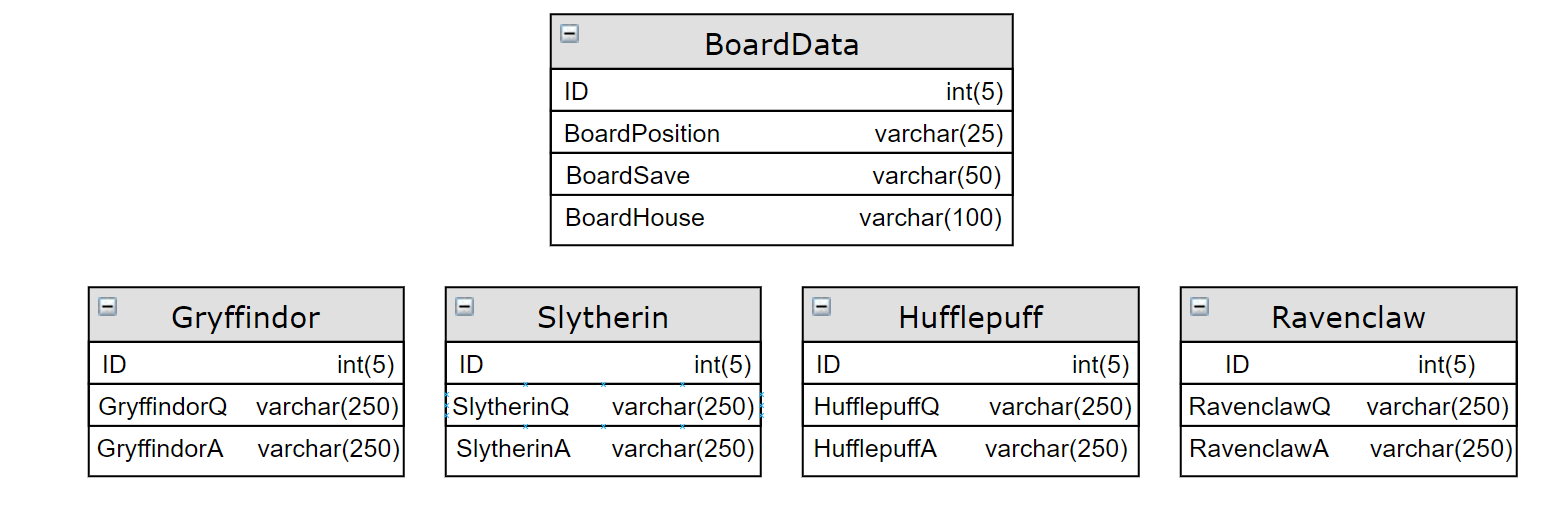 BoardData
ID int(5)
BoardPosition varchar(25)
BoardSave varchar(50)
BoardHouse varchar(100)
Gryffindor
ID int(5)
GryffindorQ varchar(250)
GryffindorA varchar(250)
Slytherin
ID int(5)
SlytherinQ varchar(250)
SlytherinA varchar(250)
Hufflepuff
ID int(5)
HufflepuffQ varchar(250)
HufflepuffA varchar(250)
Ravenclaw
ID int(5)
RavenclawQ varchar(250)
RavenclawA varchar(250)